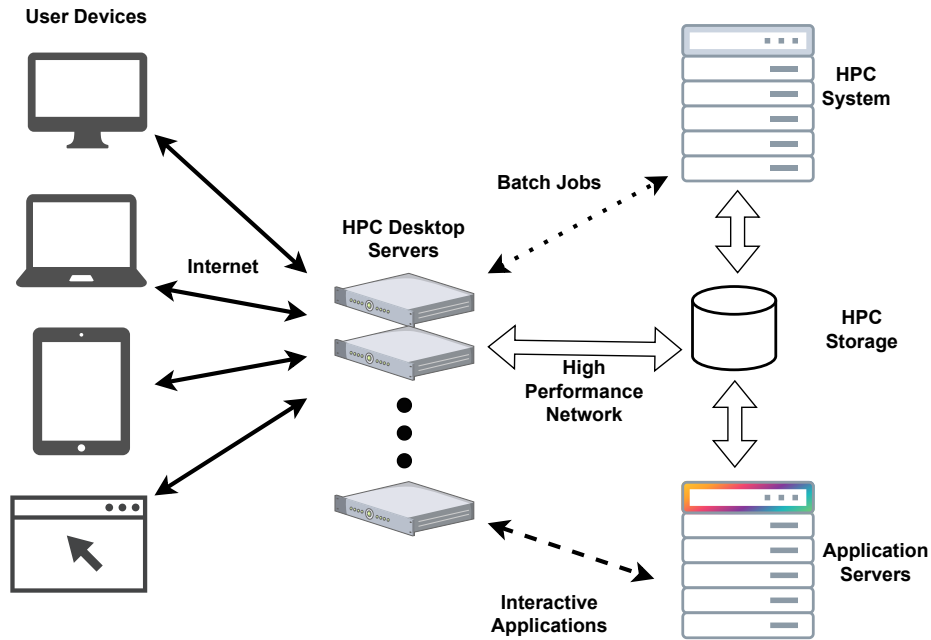 User Devices
HPC
System
Batch Jobs
HPC Desktop
Servers
Internet
HPC
Storage
High
Performance
Network
Application
Servers
Interactive
Applications